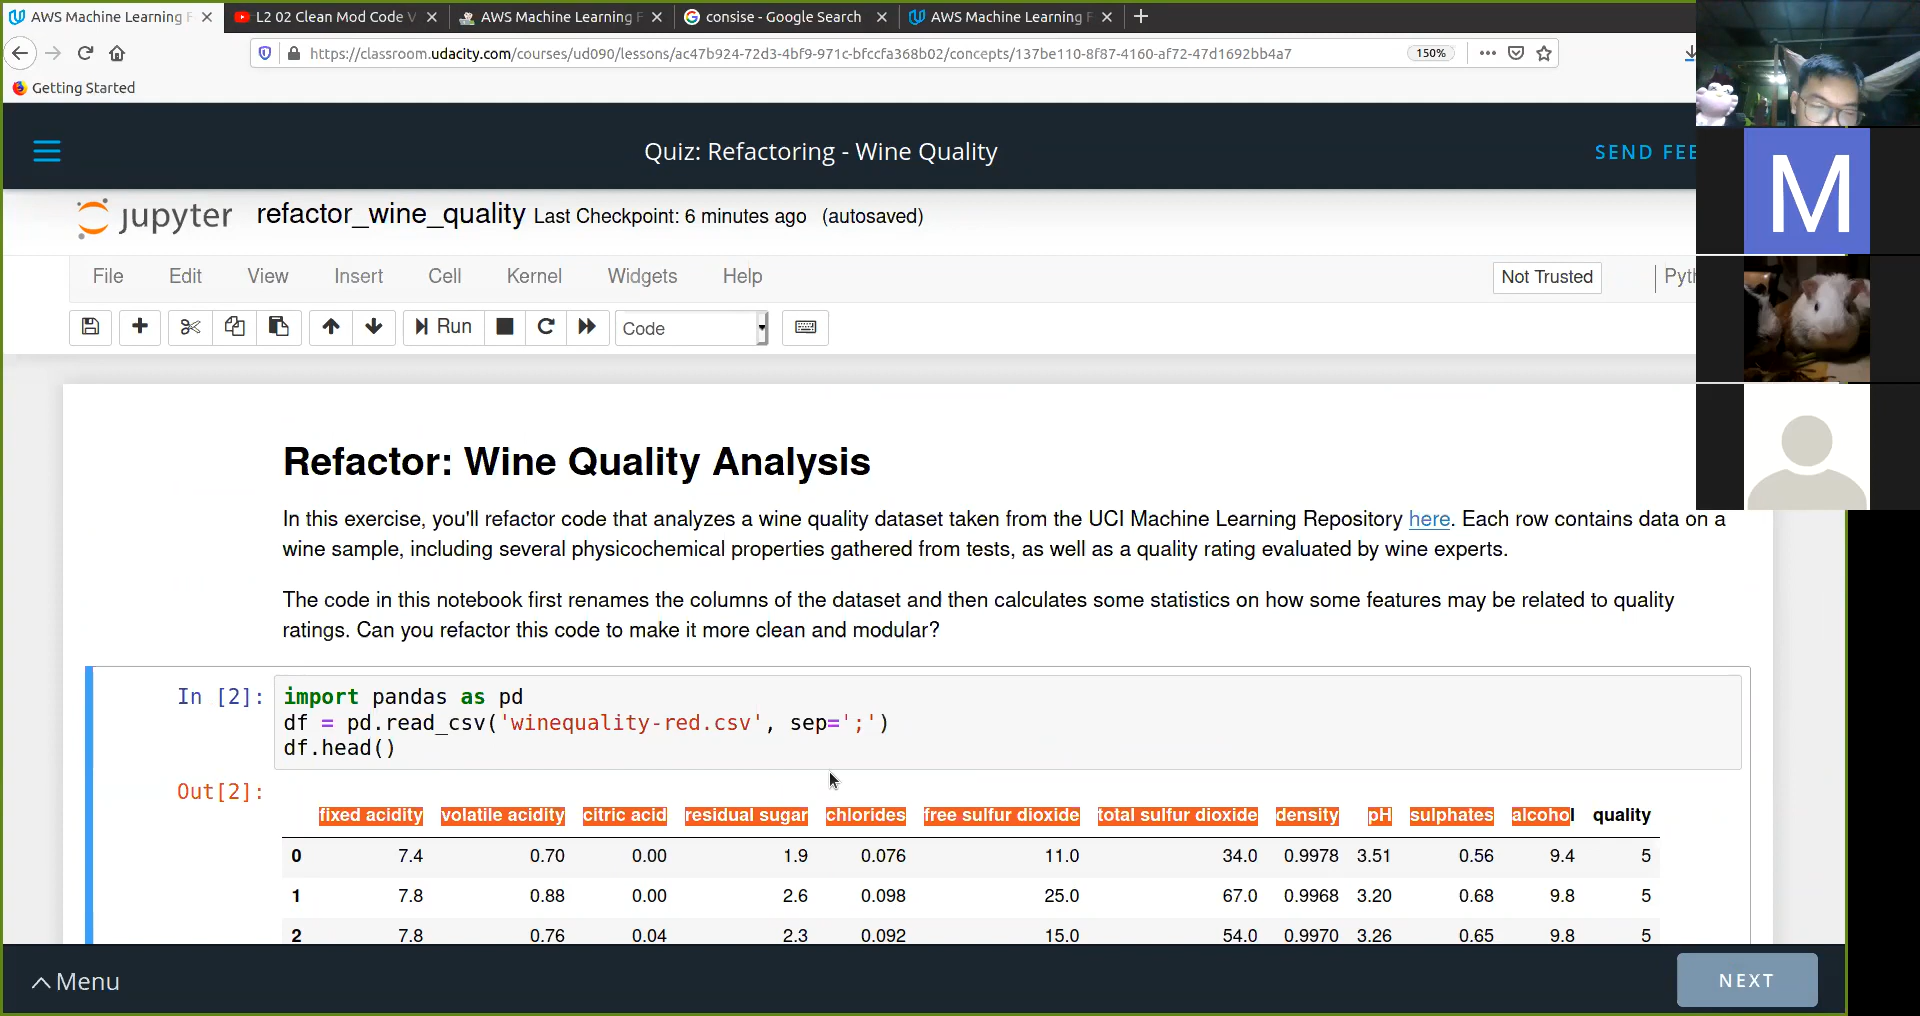 AWS Machine Learning F
L2 02 Clean Mod Code V
AWS Machine Learning F
consise - Google Search
AWS Machine Learning F
https://classroom.udacity.com/courses/ud090/lessons/ac47b924-72d3-4bf9-971c-bfccfa368b02/concepts/137be110-8f87-4160-af72-47d1692bb4a7
150%
Getting Started
Quiz: Refactoring - Wine Quality
SEND FEE
M
jupyter refactor_wine_quality Last Checkpoint: 6 minutes ago (autosaved)
File Edit View Insert Cell Kernel Widgets Help Not Trusted Pyth
Run Code
Refactor: Wine Quality Analysis
In this exercise, you'll refactor code that analyzes a wine quality dataset taken from the UCI Machine Learning Repository here. Each row contains data on a
wine sample, including several physicochemical properties gathered from tests, as well as a quality rating evaluated by wine experts.
The code in this notebook first renames the columns of the dataset and then calculates some statistics on how some features may be related to quality
ratings. Can you refactor this code to make it more clean and modular?
In [2]: import pandas as pd
df = pd.read_csv('winequality-red.csv', sep=';')
df.head()
Out[2]:
fixed acidity volatile acidity citric acid residual sugar chlorides free sulfur dioxide total sulfur dioxide density pH sulphates alcohol quality
0 7.4 0.70 0.00 1.9 0.076 11.0 34.0 0.9978 3.51 0.56 9.4 5
1 7.8 0.88 0.00 2.6 0.098 25.0 67.0 0.9968 3.20 0.68 9.8 5
2 7.8 0.76 0.04 2.3 0.092 15.0 54.0 0.9970 3.26 0.65 9.8 5
Menu
NEXT